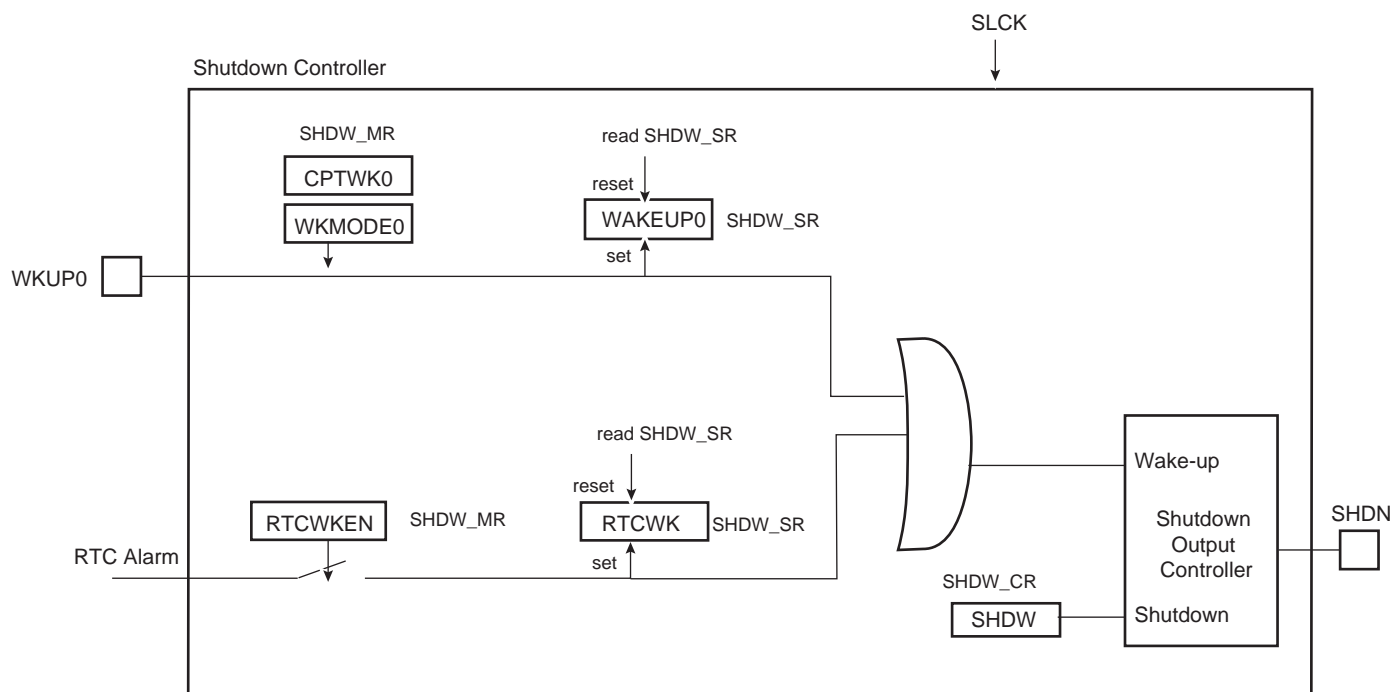 SLCK
Shutdown Controller
SHDW_MR
CPTWK0
WKMODE0
read SHDW_SR
reset
WAKEUP0
SHDW_SR
set
WKUP0
read SHDW_SR
reset
RTCWKEN
SHDW_MR
RTCWK
SHDW_SR
set
RTC Alarm
Wake-up
Shutdown
Output
Controller
SHDN
SHDW_CR
SHDW
Shutdown